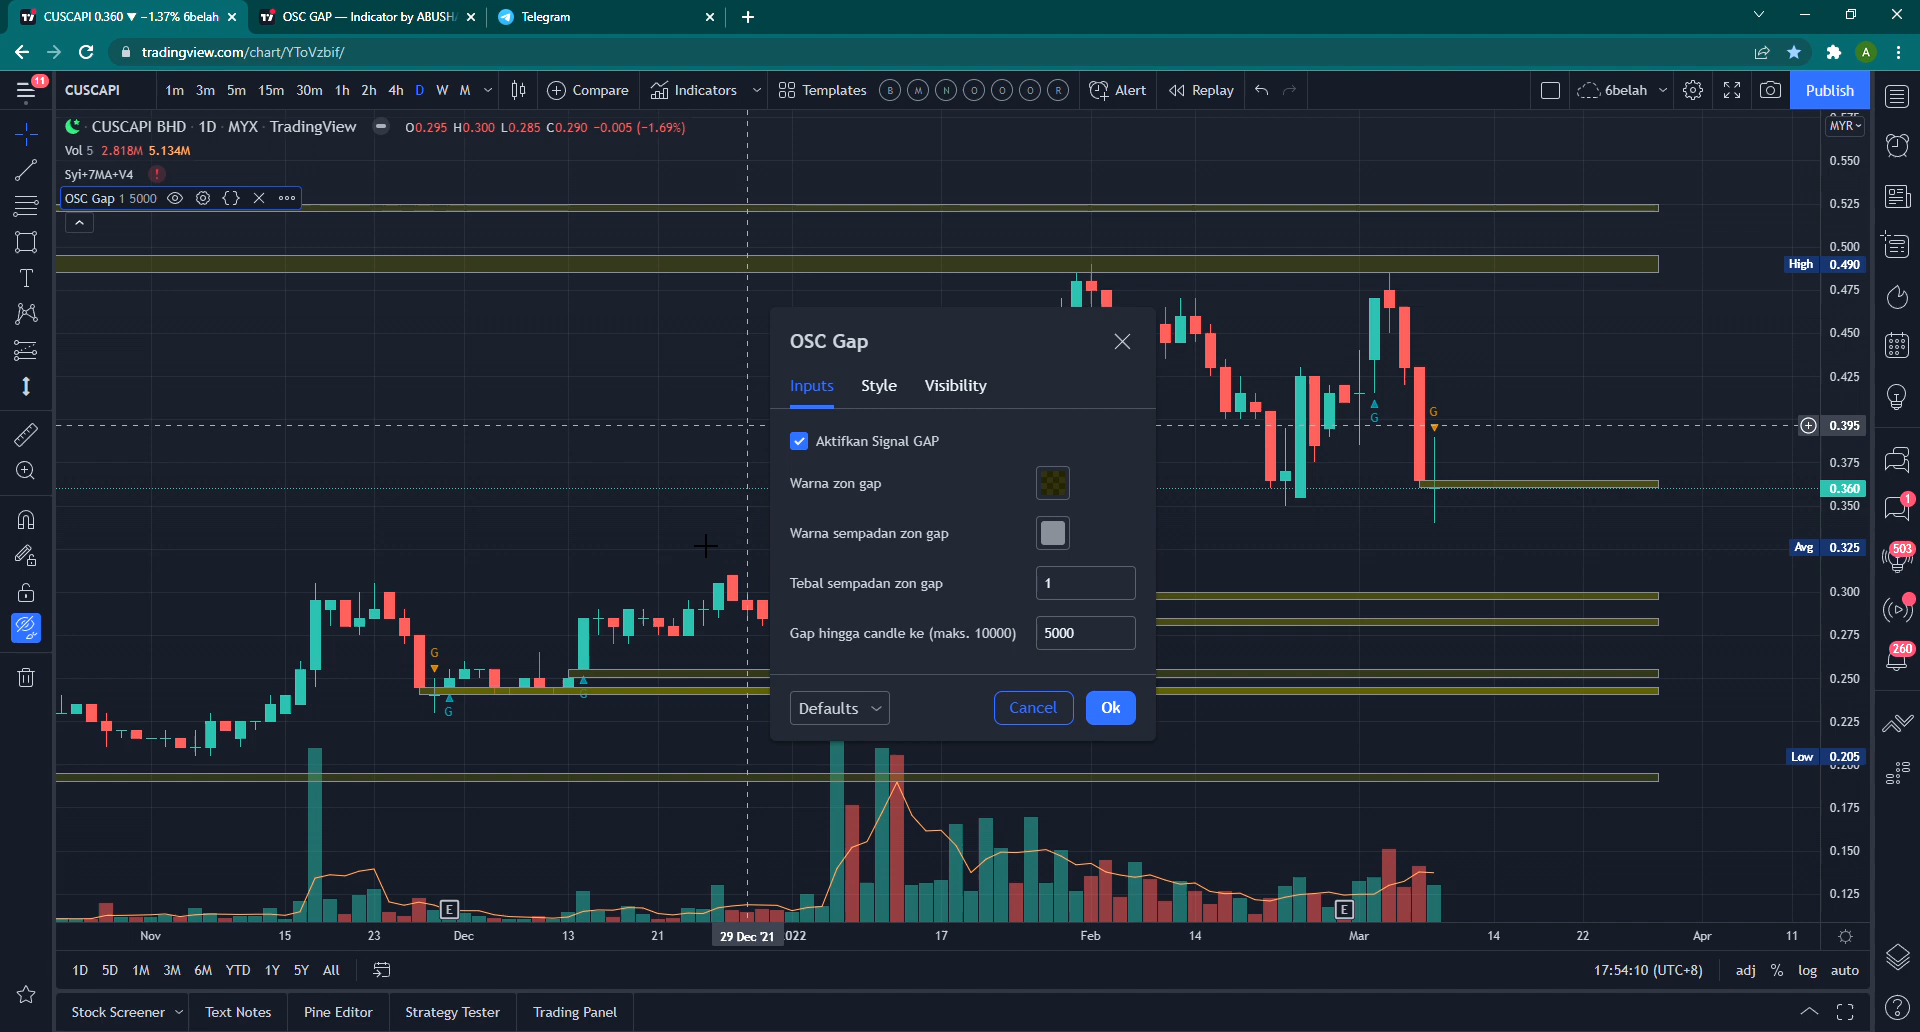 CUSCAPI 0.360 ▼ −1.37% 6belah
OSC GAP — Indicator by ABUSHA
Telegram
tradingview.com/chart/YToVzbif/
A
11
CUSCAPI
1m 3m 5m 15m 30m 1h 2h 4h D W M
Compare
Indicators
Templates
B M N O O O R
Alert
Replay
6belah
Publish
CUSCAPI BHD · 1D · MYX · TradingView
O0.295 H0.300 L0.285 C0.290 −0.005 (−1.69%)
MYR
Vol 5 2.818M 5.134M
Syi+7MA+V4 !
OSC Gap 1 5000
0.550
0.525
0.500
High 0.490
0.475
0.450
0.425
0.395
0.375
0.360
0.350
Avg 0.325
0.300
0.275
0.250
0.225
Low 0.205
0.175
0.150
0.125
OSC Gap
Inputs Style Visibility
Aktifkan Signal GAP
Warna zon gap
Warna sempadan zon gap
Tebal sempadan zon gap 1
Gap hingga candle ke (maks. 10000) 5000
Defaults Cancel Ok
G
G
G
G
G
E
E
Nov 15 23 Dec 13 21 29 Dec '21 2022 17 Feb 14 Mar 14 22 Apr 11
1D 5D 1M 3M 6M YTD 1Y 5Y All
17:54:10 (UTC+8) adj % log auto
Stock Screener Text Notes Pine Editor Strategy Tester Trading Panel
1
503
260